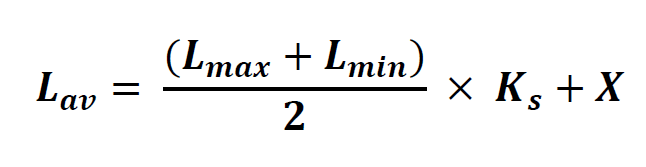 L_av = (L_max + L_min) / 2 × K_s + X